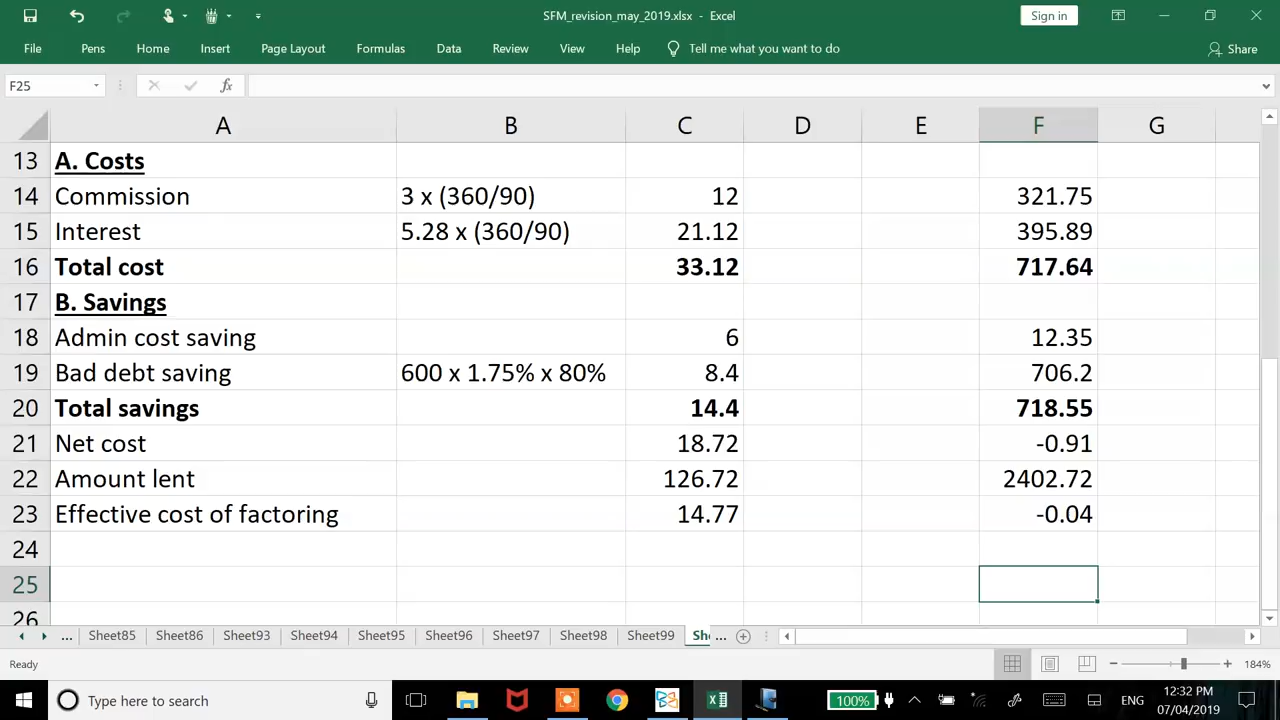 SFM_revision_may_2019.xlsx - Excel
Sign in
File Pens Home Insert Page Layout Formulas Data Review View Help Tell me what you want to do Share
F25 fx
A B C D E F G
13 A. Costs
14 Commission 3 x (360/90) 12 321.75
15 Interest 5.28 x (360/90) 21.12 395.89
16 Total cost 33.12 717.64
17 B. Savings
18 Admin cost saving 6 12.35
19 Bad debt saving 600 x 1.75% x 80% 8.4 706.2
20 Total savings 14.4 718.55
21 Net cost 18.72 -0.91
22 Amount lent 126.72 2402.72
23 Effective cost of factoring 14.77 -0.04
24
25
26
... Sheet85 Sheet86 Sheet93 Sheet94 Sheet95 Sheet96 Sheet97 Sheet98 Sheet99 She ...
Ready 184%
Type here to search 100% ENG 12:32 PM
07/04/2019